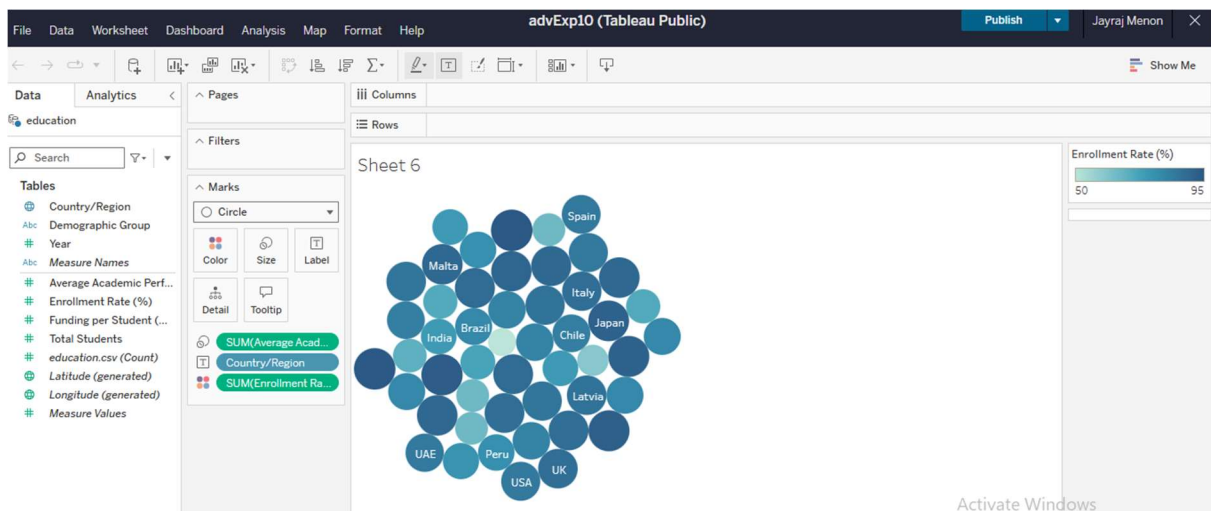 advExp10 (Tableau Public)
Publish
Jayraj Menon
File Data Worksheet Dashboard Analysis Map Format Help
Show Me
Data Analytics
education
Search
Tables
Country/Region
Abc Demographic Group
# Year
Abc Measure Names
# Average Academic Perf...
# Enrollment Rate (%)
# Funding per Student (...
# Total Students
# education.csv (Count)
Latitude (generated)
Longitude (generated)
# Measure Values
Pages
Filters
Marks
Circle
Color Size Label
Detail Tooltip
SUM(Average Acad...
T Country/Region
SUM(Enrollment Ra...
Columns
Rows
Sheet 6
Spain
Malta
Italy
Japan
Brazil
India
Chile
Latvia
UAE
Peru
UK
USA
Enrollment Rate (%)
50 95
Activate Windows